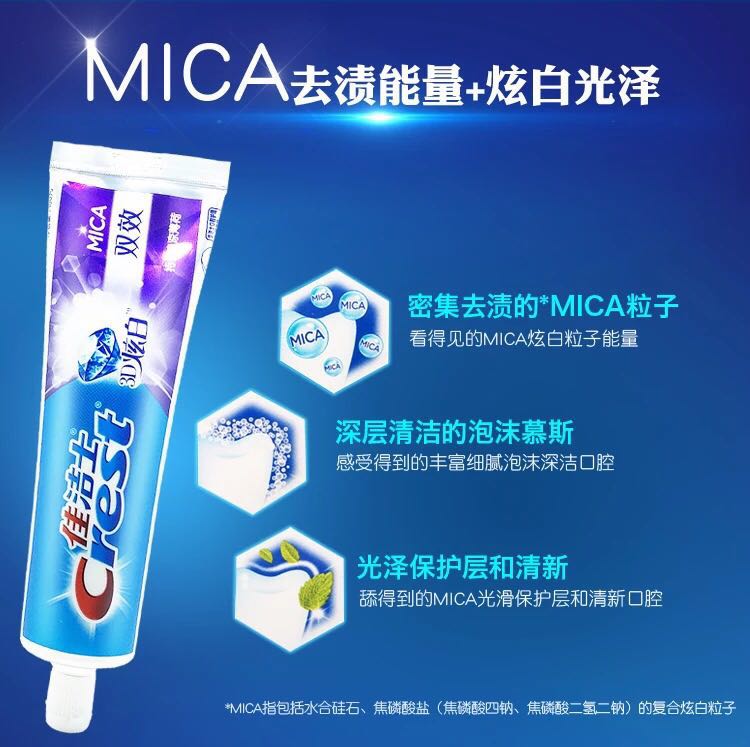 MICA去渍能量+炫白光泽
MICA
双效
3D炫白
佳洁士
Crest
MICA
MICA
MICA
MICA
MICA
密集去渍的*MICA粒子
看得见的MICA炫白粒子能量
深层清洁的泡沫慕斯
感受得到的丰富细腻泡沫深洁口腔
光泽保护层和清新
舔得到的MICA光滑保护层和清新口腔
*MICA指包括水合硅石、焦磷酸盐（焦磷酸四钠、焦磷酸二氢二钠）的复合炫白粒子